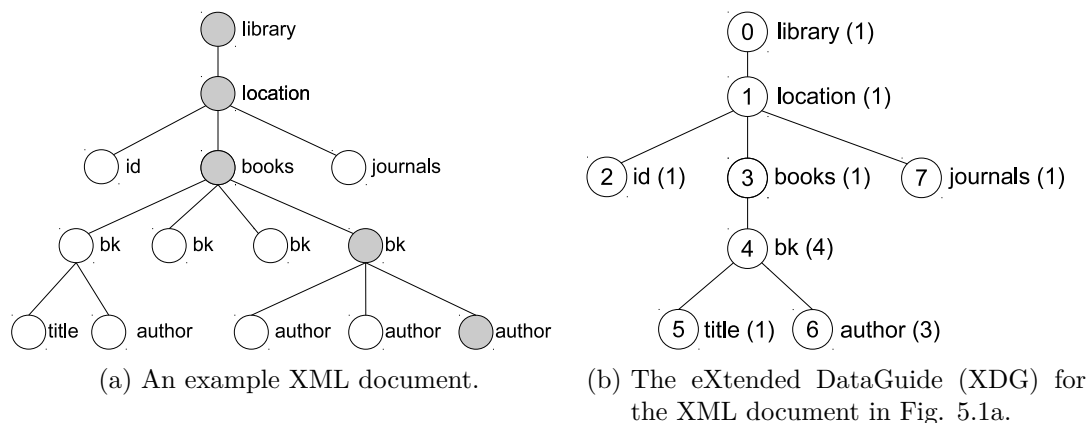 library
location
id
books
journals
bk
bk
bk
bk
title
author
author
author
author
(a) An example XML document.
0 library (1)
1 location (1)
2 id (1)
3 books (1)
7 journals (1)
4 bk (4)
5 title (1)
6 author (3)
(b) The eXtended DataGuide (XDG) for
the XML document in Fig. 5.1a.